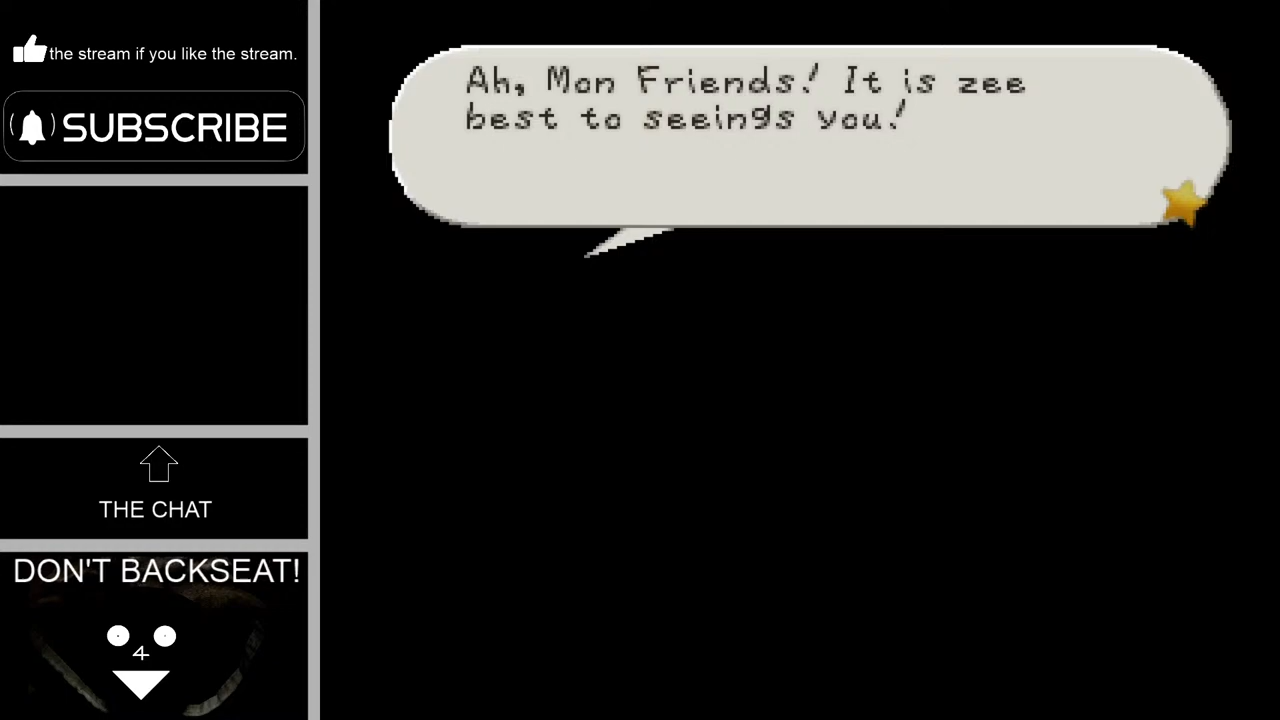 the stream if you like the stream.
SUBSCRIBE
Ah, Mon Friends! It is zee
best to seeings you!
THE CHAT
DON'T BACKSEAT!
4